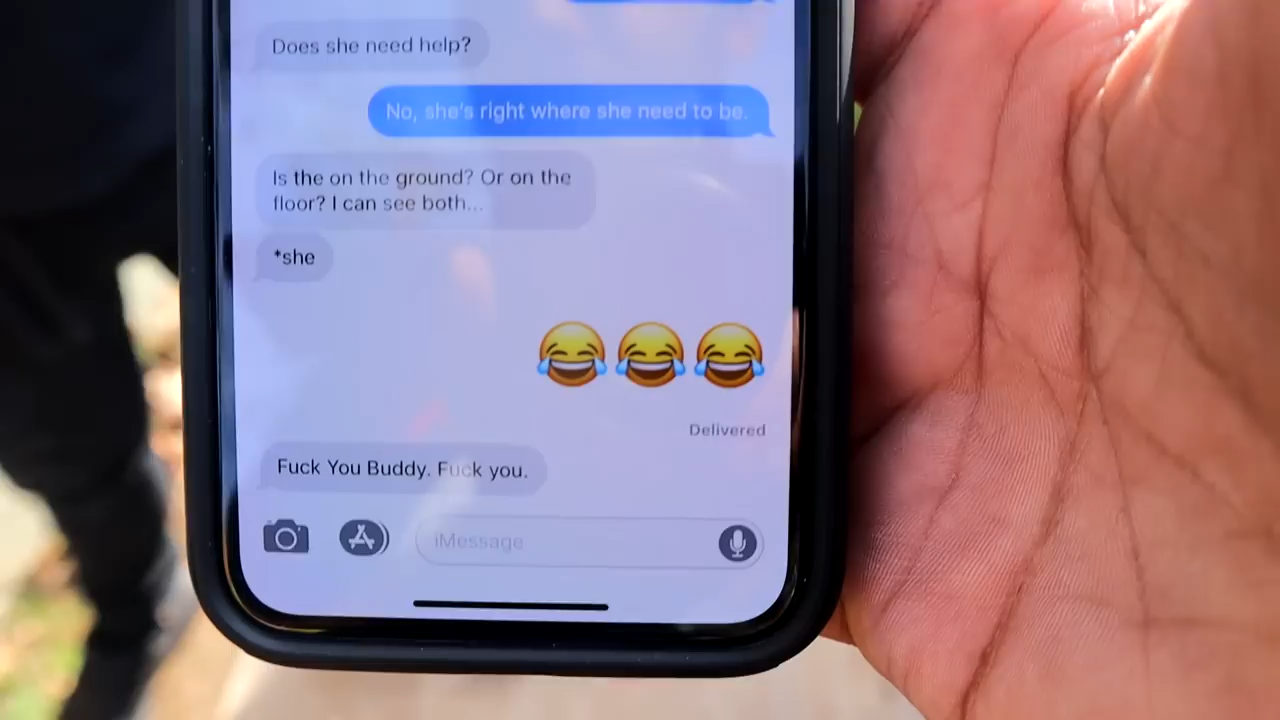 Does she need help?
No, she's right where she need to be.
Is the on the ground? Or on the
floor? I can see both...
*she
Delivered
Fuck You Buddy. Fuck you.
iMessage